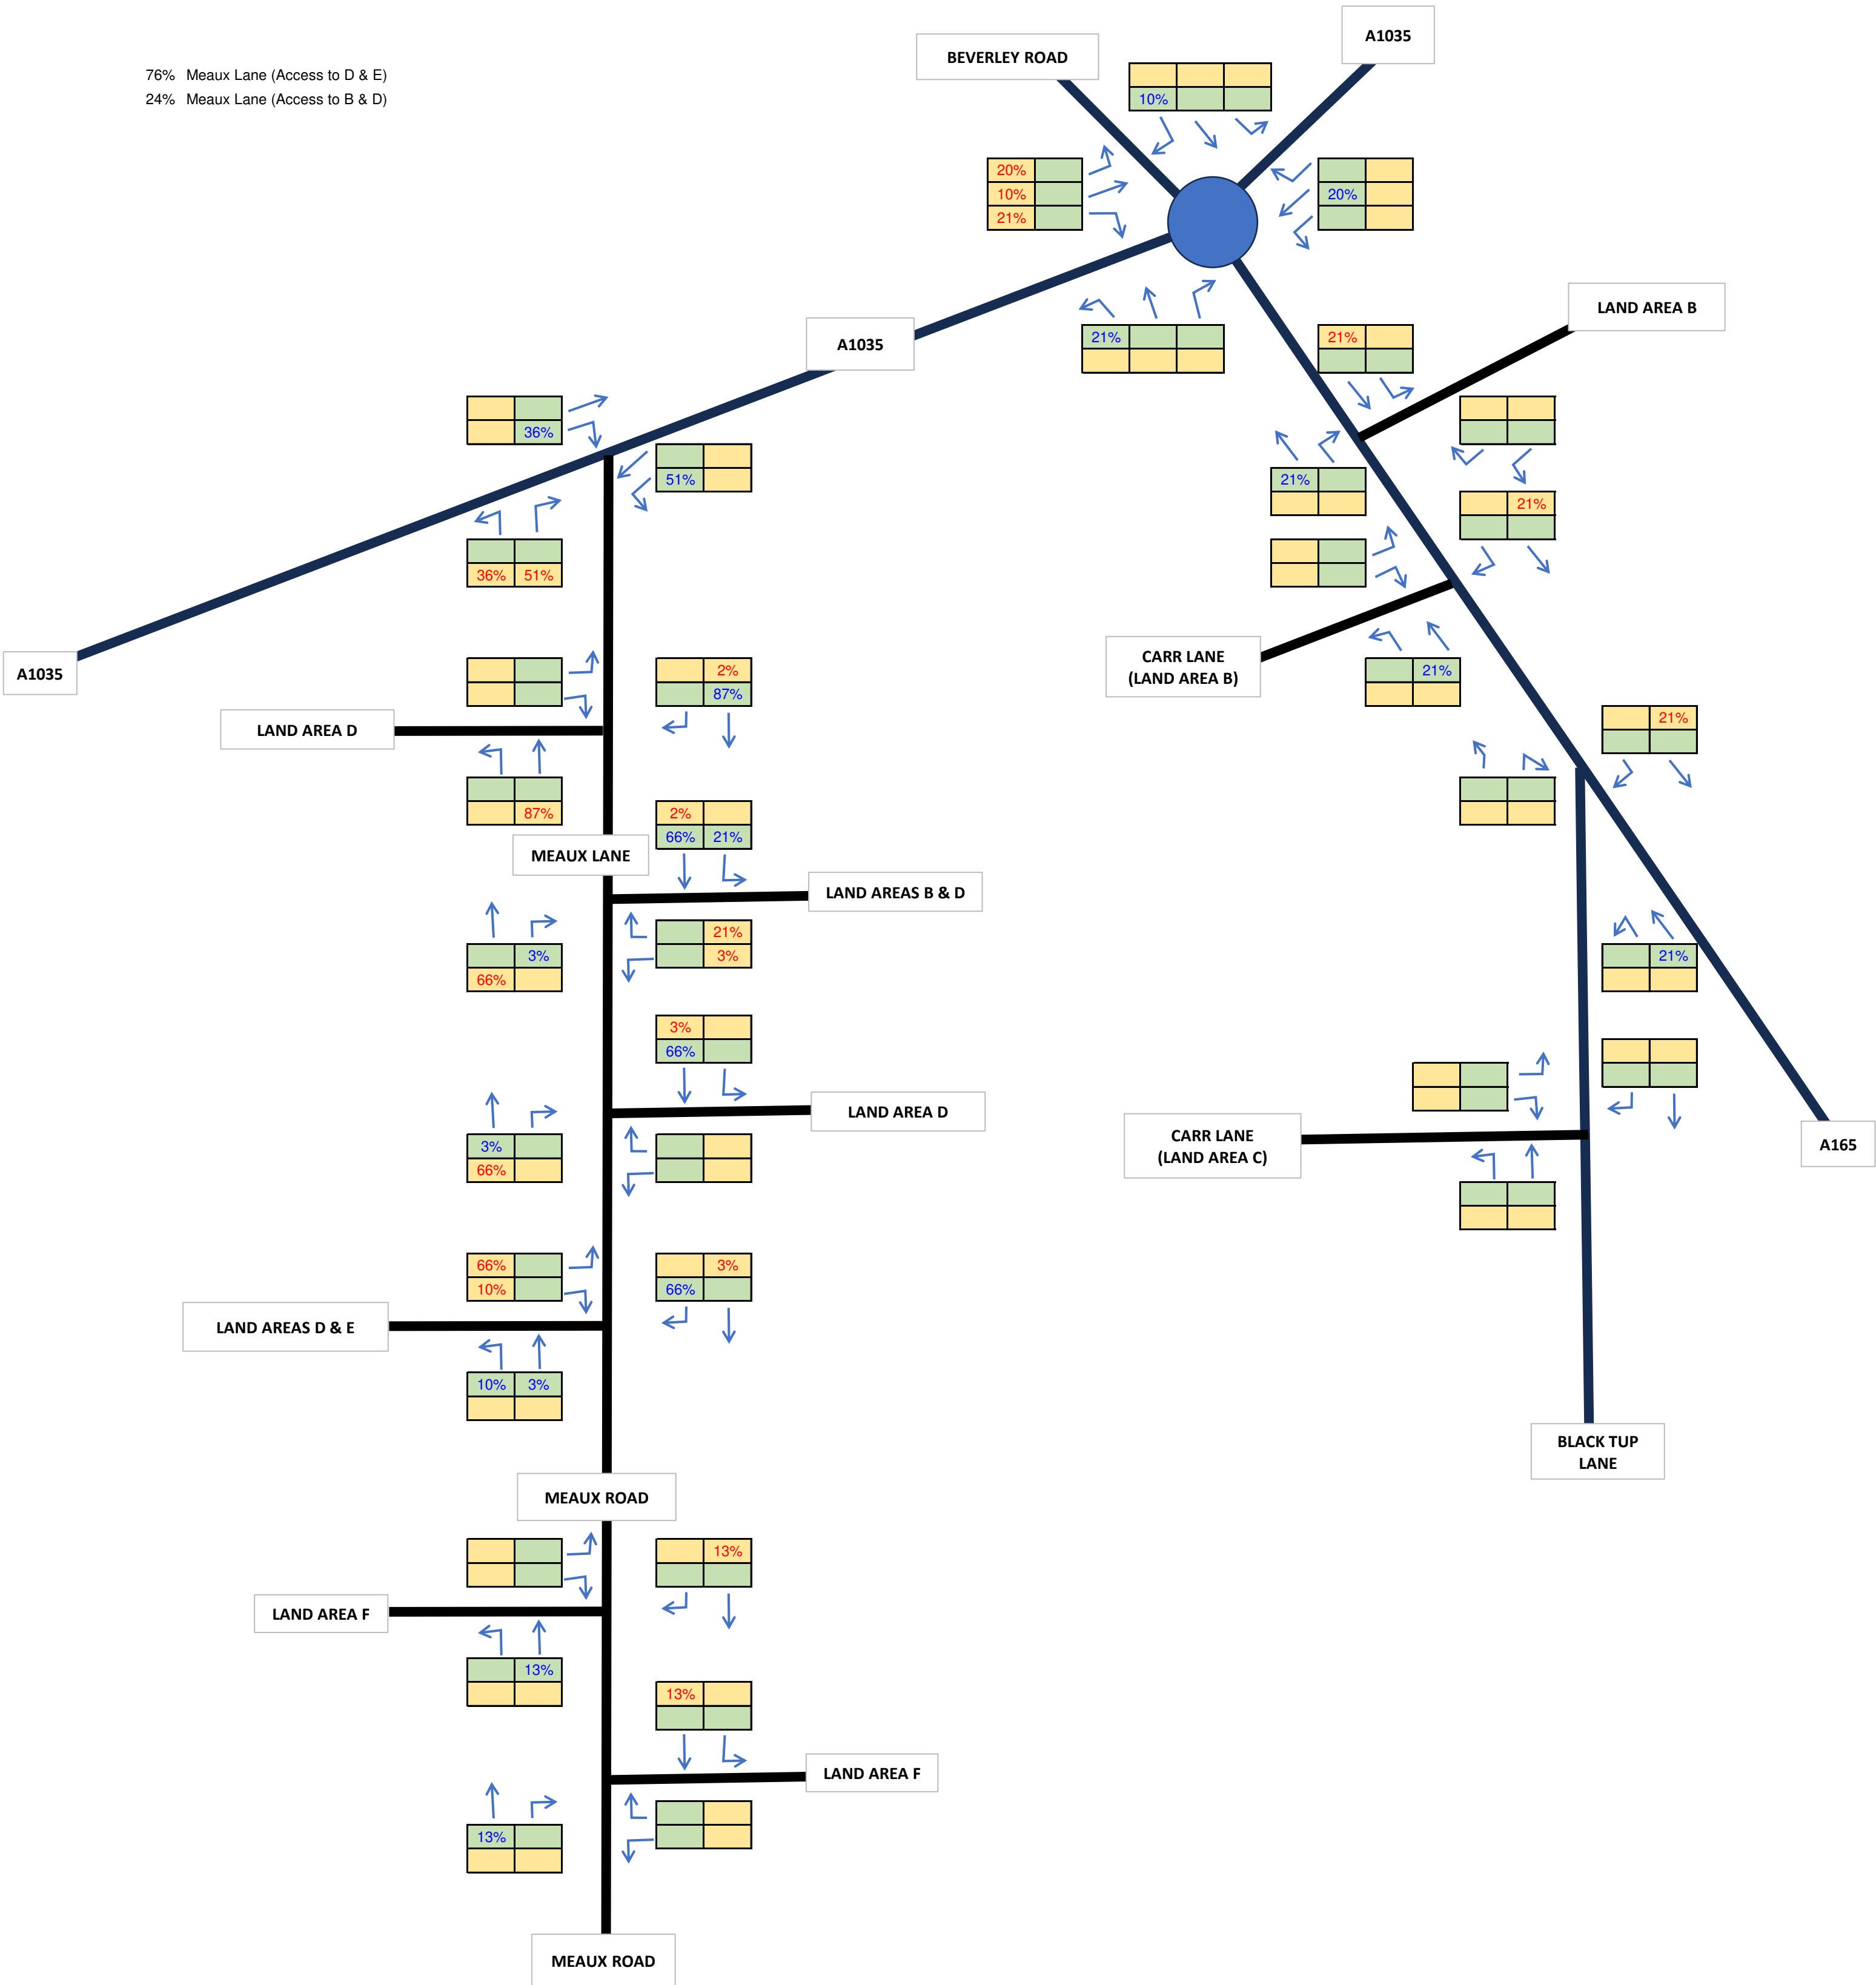 A1035
BEVERLEY ROAD
76% Meaux Lane (Access to D & E)
24% Meaux Lane (Access to B & D)
10%
20%
10%
21%
20%
LAND AREA B
A1035
21%
21%
36%
51%
21%
21%
36% 51%
CARR LANE
(LAND AREA B)
A1035
2%
87%
21%
21%
LAND AREA D
87%
2%
66% 21%
MEAUX LANE
LAND AREAS B & D
21%
3%
3%
66%
21%
3%
66%
LAND AREA D
3%
66%
CARR LANE
(LAND AREA C)
A165
66%
10%
3%
66%
LAND AREAS D & E
10% 3%
BLACK TUP
LANE
MEAUX ROAD
13%
LAND AREA F
13%
13%
LAND AREA F
13%
MEAUX ROAD